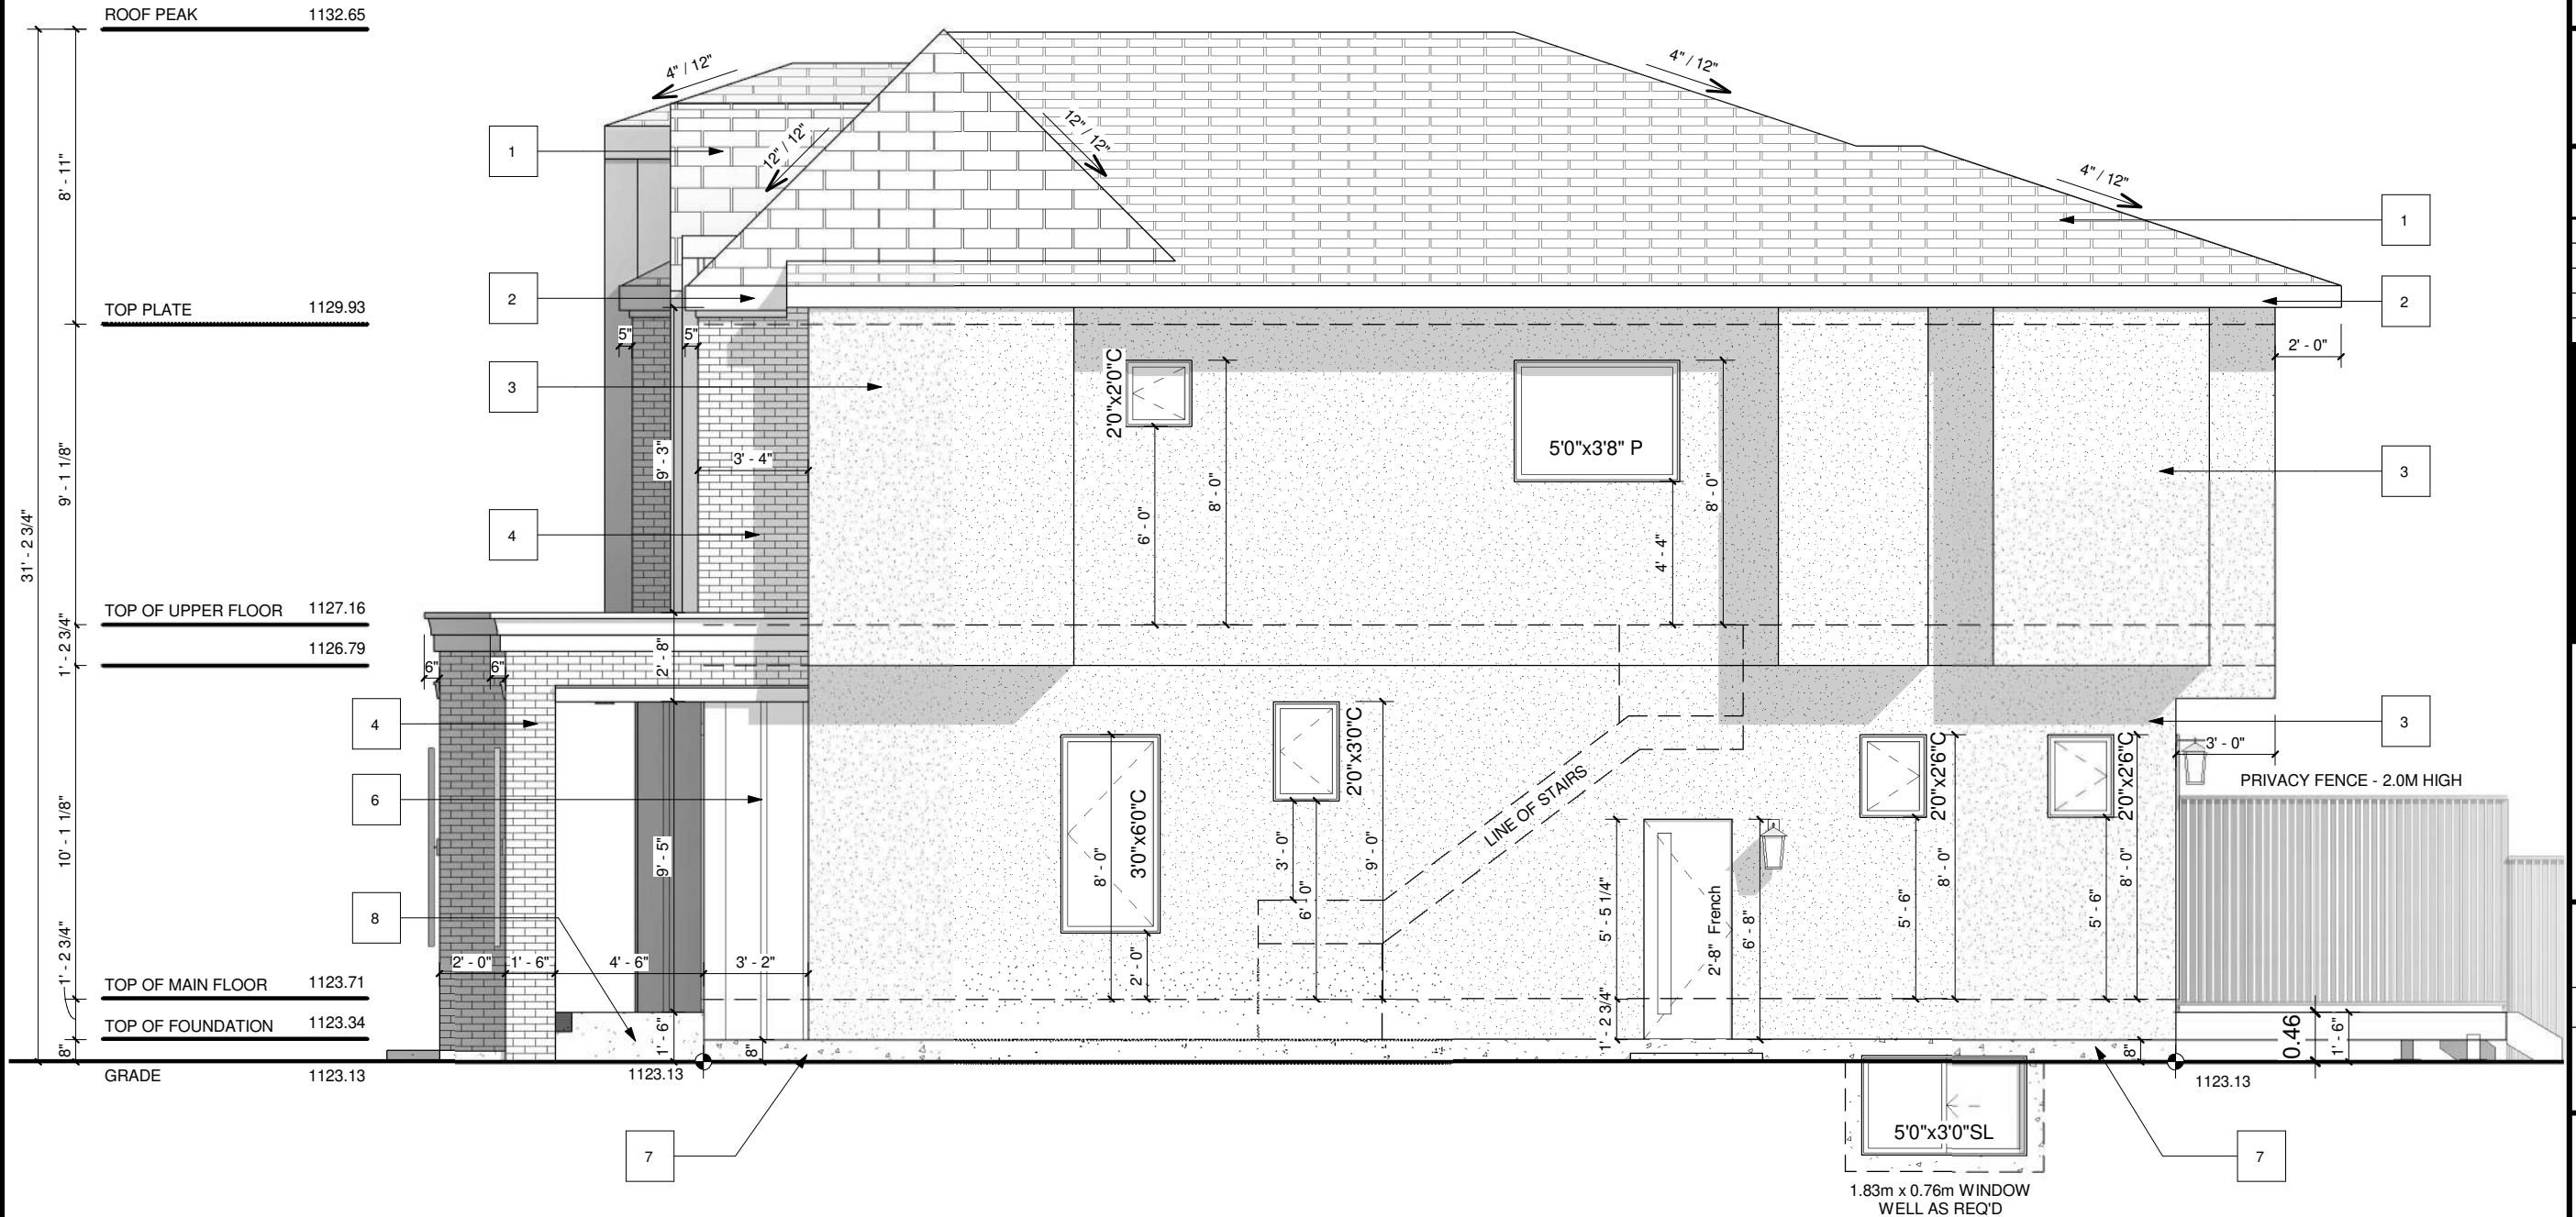 ROOF PEAK 1132.65
TOP PLATE 1129.93
TOP OF UPPER FLOOR 1127.16
1126.79
TOP OF MAIN FLOOR 1123.71
TOP OF FOUNDATION 1123.34
GRADE 1123.13
31' - 2 3/4"
8' - 11"
9' - 1 1/8"
1' - 2 3/4"
10' - 1 1/8"
1' - 2 3/4"
8"
1
2
3
4
4
6
8
7
4" / 12"
12" / 12"
12" / 12"
4" / 12"
4" / 12"
1
2
3
3
7
5"
5"
9' - 3"
3' - 4"
2' - 8"
6"
6"
9' - 5"
2' - 0"
1' - 6"
4' - 6"
3' - 2"
1' - 6"
8"
1123.13
2'0"x2'0"C
6' - 0"
8' - 0"
5'0"x3'8" P
4' - 4"
8' - 0"
2' - 0"
3'0"x6'0"C
8' - 0"
2' - 0"
2'0"x3'0"C
3' - 0"
6' - 0"
9' - 0"
LINE OF STAIRS
5' - 5 1/4"
1' - 2 3/4"
2'-8" French
6' - 8"
2'0"x2'6"C
5' - 6"
8' - 0"
2'0"x2'6"C
5' - 6"
8' - 0"
3' - 0"
PRIVACY FENCE - 2.0M HIGH
8"
0.46
1' - 6"
1123.13
5'0"x3'0"SL
1.83m x 0.76m WINDOW
WELL AS REQ'D